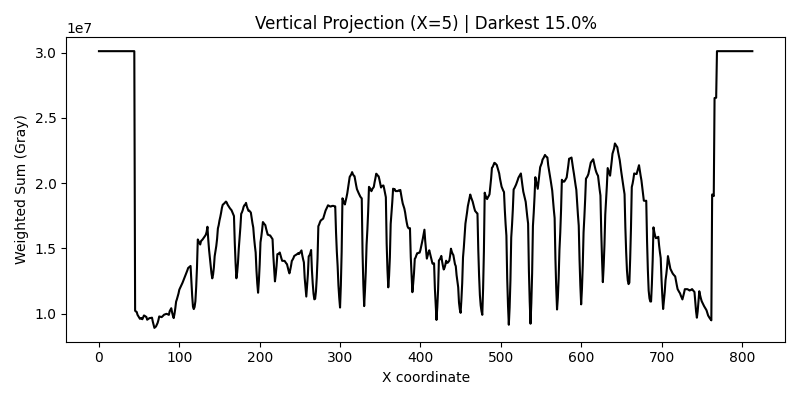 Vertical Projection (X=5) | Darkest 15.0%
1e7
3.0
2.5
2.0
1.5
1.0
Weighted Sum (Gray)
0 100 200 300 400 500 600 700 800
X coordinate